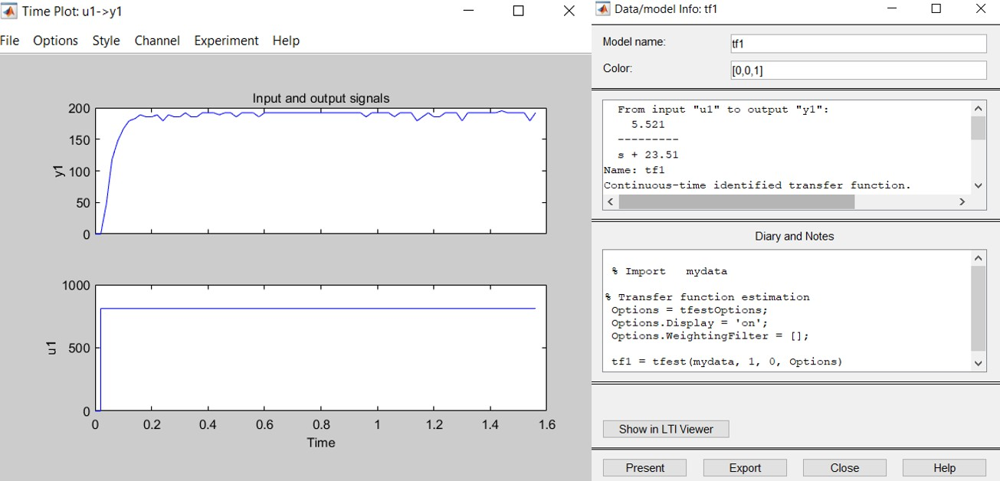 Time Plot: u1->y1
File Options Style Channel Experiment Help
Input and output signals
200
150
100
50
0
y1
1000
500
0
u1
0 0.2 0.4 0.6 0.8 1 1.2 1.4 1.6
Time
Data/model Info: tf1
Model name: tf1
Color: [0,0,1]
From input "u1" to output "y1":
5.521
---------
s + 23.51
Name: tf1
Continuous-time identified transfer function.
Diary and Notes
% Import mydata
% Transfer function estimation
Options = tfestOptions;
Options.Display = 'on';
Options.WeightingFilter = [];
tf1 = tfest(mydata, 1, 0, Options)
Show in LTI Viewer
Present Export Close Help